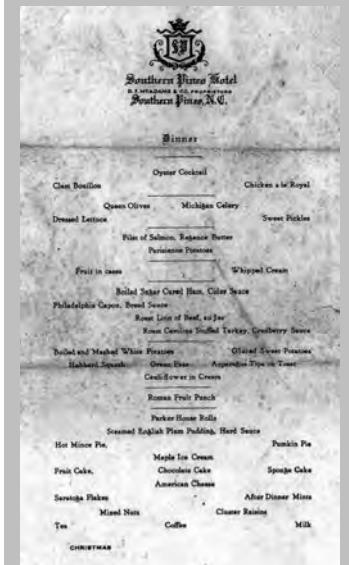 SP
Southern Pines Hotel
D. F. McADAMS & CO. PROPRIETORS
Southern Pines, N.C.
Dinner
Oyster Cocktail
Clam Bouillon Chicken a la Royal
Queen Olives Michigan Celery
Dressed Lettuce Sweet Pickles
Filet of Salmon, Regence Butter
Parisienne Potatoes
Fruit in cases Whipped Cream
Boiled Sugar Cured Ham, Cider Sauce
Philadelphia Capon, Bread Sauce
Roast Loin of Beef, au Jus
Roast Carolina Stuffed Turkey, Cranberry Sauce
Boiled and Mashed White Potatoes Glazed Sweet Potatoes
Hubbard Squash Green Peas Asparagus Tips on Toast
Cauliflower in Cream
Roman Fruit Punch
Parker House Rolls
Steamed English Plum Pudding, Hard Sauce
Hot Mince Pie, Pumkin Pie
Maple Ice Cream
Fruit Cake, Chocolate Cake Sponge Cake
American Cheese
Saratoga Flakes After Dinner Mints
Mixed Nuts Cluster Raisins
Tea Coffee Milk
CHRISTMAS